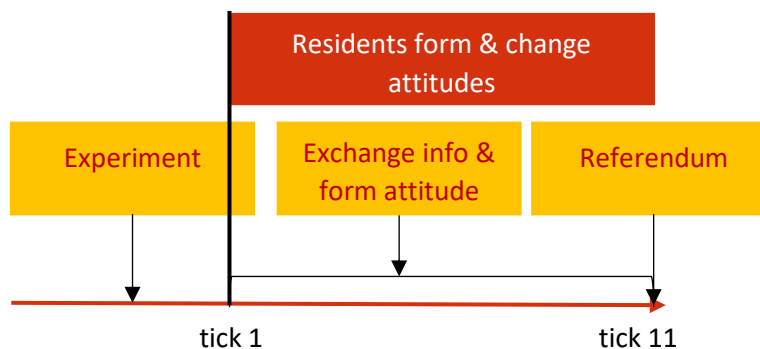 Residents form & change
attitudes
Experiment
Exchange info &
form attitude
Referendum
tick 1
tick 11